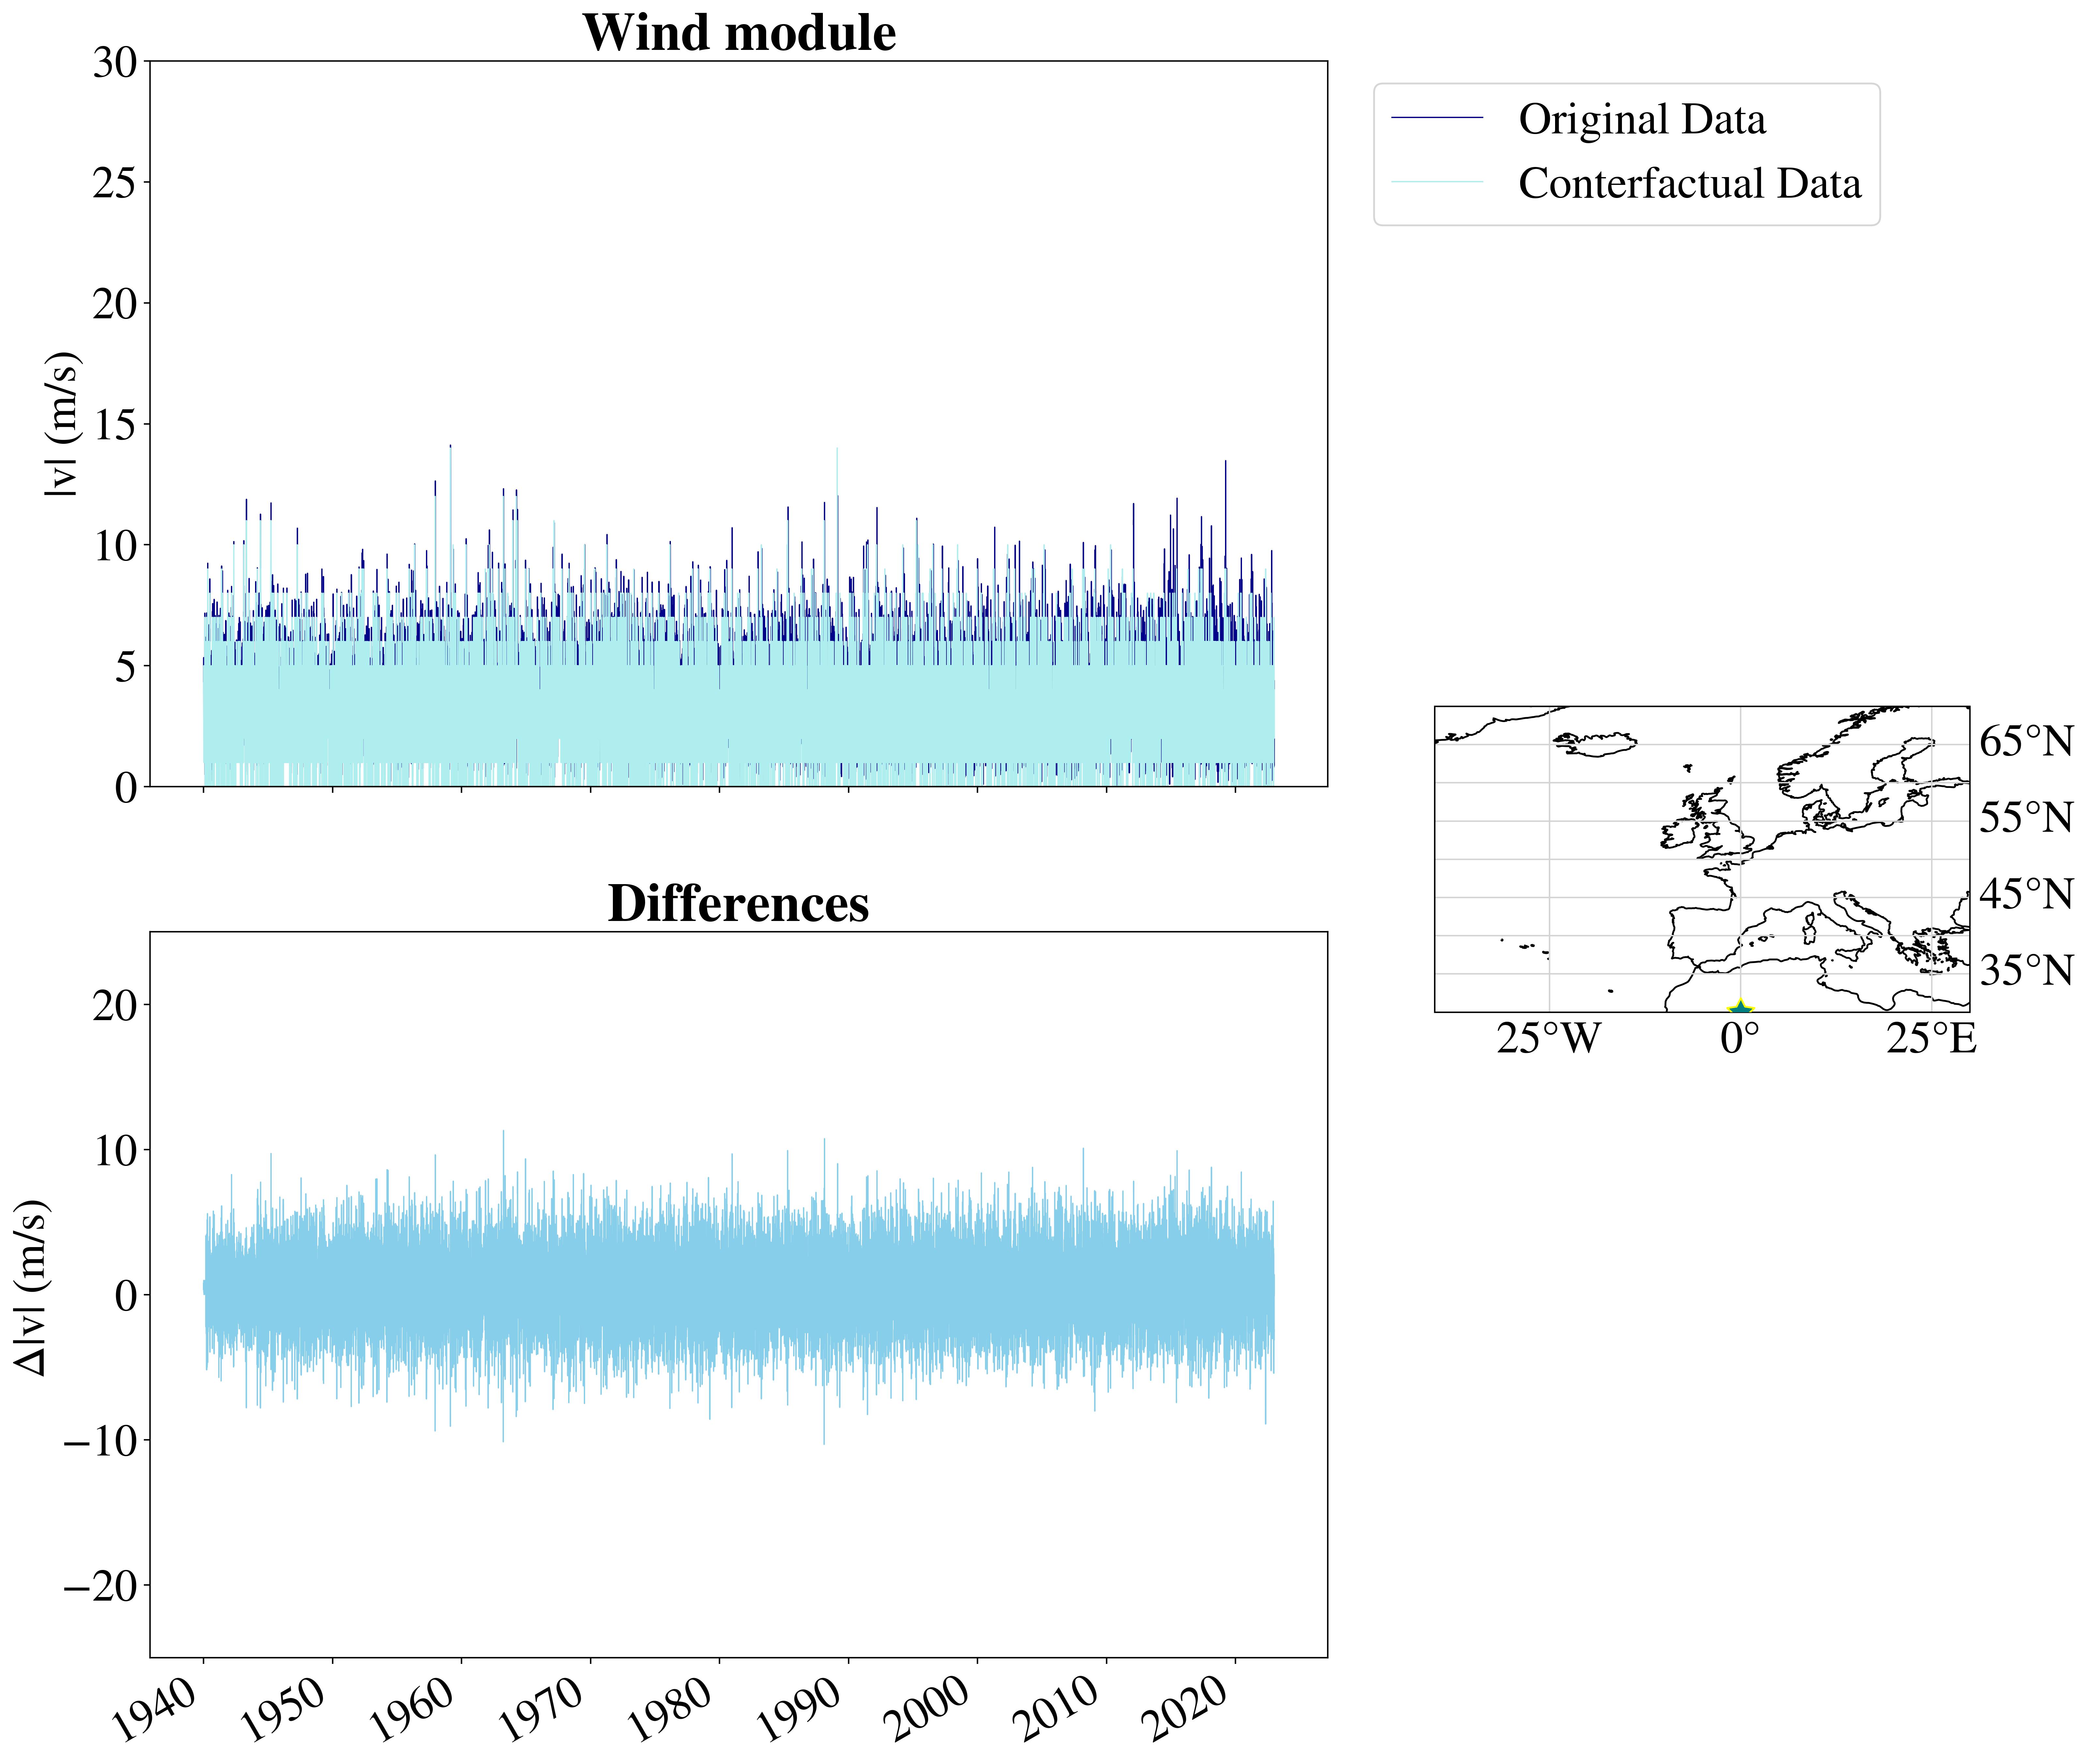 Wind module
30
25
20
15
10
5
0
|v| (m/s)
Original Data
Conterfactual Data
65°N
55°N
45°N
35°N
25°W 0° 25°E
Differences
20
10
0
−10
−20
Δ|v| (m/s)
1940 1950 1960 1970 1980 1990 2000 2010 2020